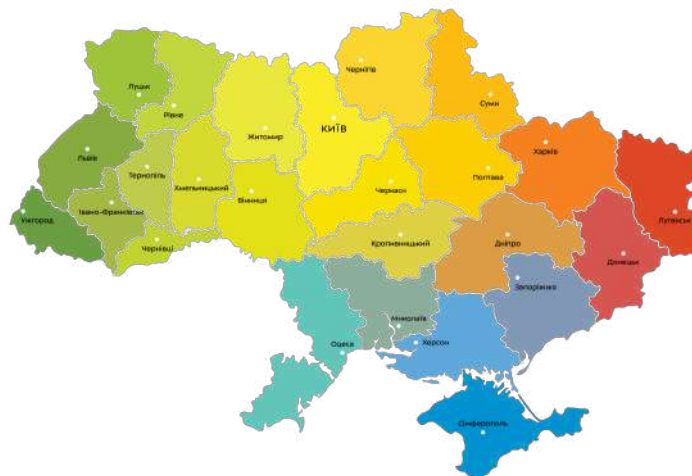 Чернігів
Луцьк
Суми
Рівне
КИЇВ
Житомир
Харків
Львів
Тернопіль
Полтава
Хмельницький
Черкаси
Вінниця
Івано-Франківськ
Ужгород
Луганськ
Кропивницький
Дніпро
Чернівці
Донецьк
Запоріжжя
Миколаїв
Одеса
Херсон
Сімферополь